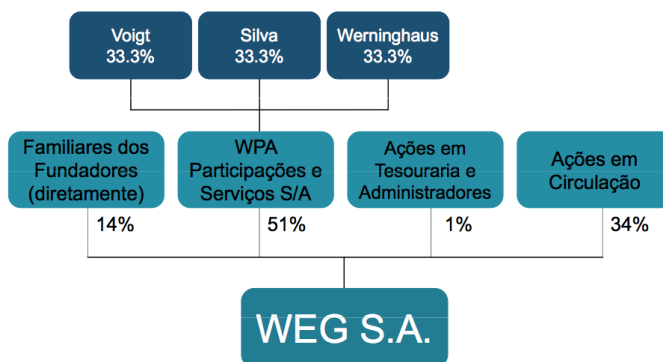 Voigt
33.3%
Silva
33.3%
Werninghaus
33.3%
Familiares dos
Fundadores
(diretamente)
WPA
Participações e
Serviços S/A
Ações em
Tesouraria e
Administradores
Ações em
Circulação
14%
51%
1%
34%
WEG S.A.